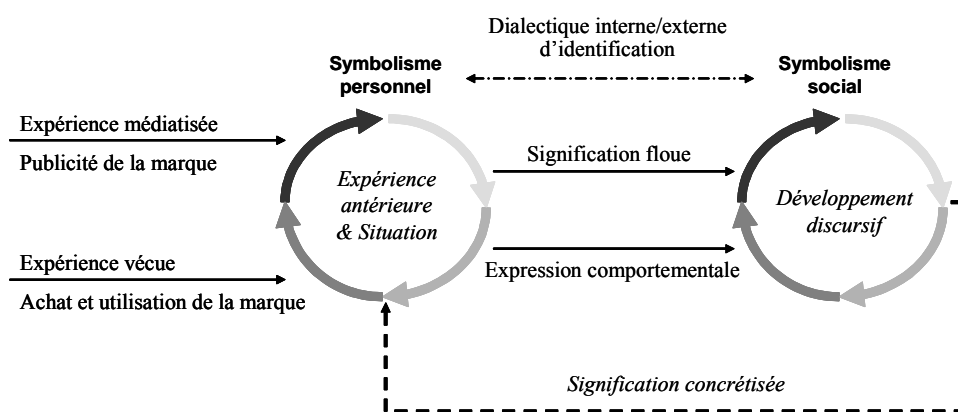 Dialectique interne/externe
d'identification
Symbolisme
personnel
Symbolisme
social
Expérience médiatisée
Publicité de la marque
Expérience
antérieure
& Situation
Signification floue
Développement
discursif
Expérience vécue
Achat et utilisation de la marque
Expression comportementale
Signification concrétisée